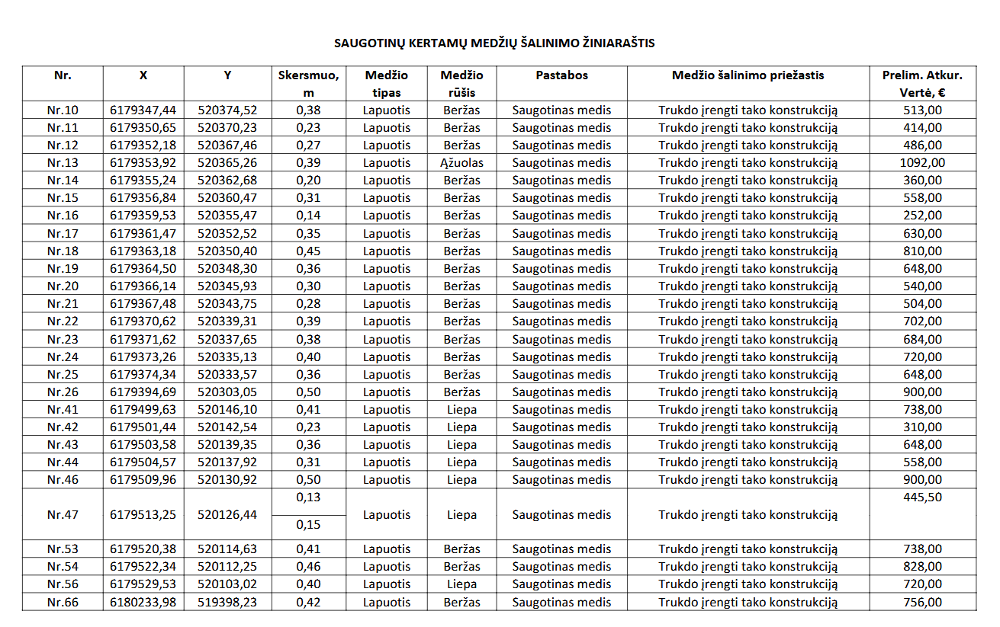 SAUGOTINŲ KERTAMŲ MEDŽIŲ ŠALINIMO ŽINIARAŠTIS
Nr. X Y Skersmuo, m Medžio tipas Medžio rūšis Pastabos Medžio šalinimo priežastis Prelim. Atkur. Vertė, €
Nr.10 6179347,44 520374,52 0,38 Lapuotis Beržas Saugotinas medis Trukdo įrengti tako konstrukciją 513,00
Nr.11 6179350,65 520370,23 0,23 Lapuotis Beržas Saugotinas medis Trukdo įrengti tako konstrukciją 414,00
Nr.12 6179352,18 520367,46 0,27 Lapuotis Beržas Saugotinas medis Trukdo įrengti tako konstrukciją 486,00
Nr.13 6179353,92 520365,26 0,39 Lapuotis Ąžuolas Saugotinas medis Trukdo įrengti tako konstrukciją 1092,00
Nr.14 6179355,24 520362,68 0,20 Lapuotis Beržas Saugotinas medis Trukdo įrengti tako konstrukciją 360,00
Nr.15 6179356,84 520360,47 0,31 Lapuotis Beržas Saugotinas medis Trukdo įrengti tako konstrukciją 558,00
Nr.16 6179359,53 520355,47 0,14 Lapuotis Beržas Saugotinas medis Trukdo įrengti tako konstrukciją 252,00
Nr.17 6179361,47 520352,52 0,35 Lapuotis Beržas Saugotinas medis Trukdo įrengti tako konstrukciją 630,00
Nr.18 6179363,18 520350,40 0,45 Lapuotis Beržas Saugotinas medis Trukdo įrengti tako konstrukciją 810,00
Nr.19 6179364,50 520348,30 0,36 Lapuotis Beržas Saugotinas medis Trukdo įrengti tako konstrukciją 648,00
Nr.20 6179366,14 520345,93 0,30 Lapuotis Beržas Saugotinas medis Trukdo įrengti tako konstrukciją 540,00
Nr.21 6179367,48 520343,75 0,28 Lapuotis Beržas Saugotinas medis Trukdo įrengti tako konstrukciją 504,00
Nr.22 6179370,62 520339,31 0,39 Lapuotis Beržas Saugotinas medis Trukdo įrengti tako konstrukciją 702,00
Nr.23 6179371,62 520337,65 0,38 Lapuotis Beržas Saugotinas medis Trukdo įrengti tako konstrukciją 684,00
Nr.24 6179373,26 520335,13 0,40 Lapuotis Beržas Saugotinas medis Trukdo įrengti tako konstrukciją 720,00
Nr.25 6179374,34 520333,57 0,36 Lapuotis Beržas Saugotinas medis Trukdo įrengti tako konstrukciją 648,00
Nr.26 6179394,69 520303,05 0,50 Lapuotis Beržas Saugotinas medis Trukdo įrengti tako konstrukciją 900,00
Nr.41 6179499,63 520146,10 0,41 Lapuotis Liepa Saugotinas medis Trukdo įrengti tako konstrukciją 738,00
Nr.42 6179501,44 520142,54 0,23 Lapuotis Liepa Saugotinas medis Trukdo įrengti tako konstrukciją 310,00
Nr.43 6179503,58 520139,35 0,36 Lapuotis Liepa Saugotinas medis Trukdo įrengti tako konstrukciją 648,00
Nr.44 6179504,57 520137,92 0,31 Lapuotis Liepa Saugotinas medis Trukdo įrengti tako konstrukciją 558,00
Nr.46 6179509,96 520130,92 0,50 Lapuotis Liepa Saugotinas medis Trukdo įrengti tako konstrukciją 900,00
0,13 445,50
Nr.47 6179513,25 520126,44 Lapuotis Liepa Saugotinas medis Trukdo įrengti tako konstrukciją
0,15
Nr.53 6179520,38 520114,63 0,41 Lapuotis Beržas Saugotinas medis Trukdo įrengti tako konstrukciją 738,00
Nr.54 6179522,34 520112,25 0,46 Lapuotis Beržas Saugotinas medis Trukdo įrengti tako konstrukciją 828,00
Nr.56 6179529,53 520103,02 0,40 Lapuotis Liepa Saugotinas medis Trukdo įrengti tako konstrukciją 720,00
Nr.66 6180233,98 519398,23 0,42 Lapuotis Beržas Saugotinas medis Trukdo įrengti tako konstrukciją 756,00